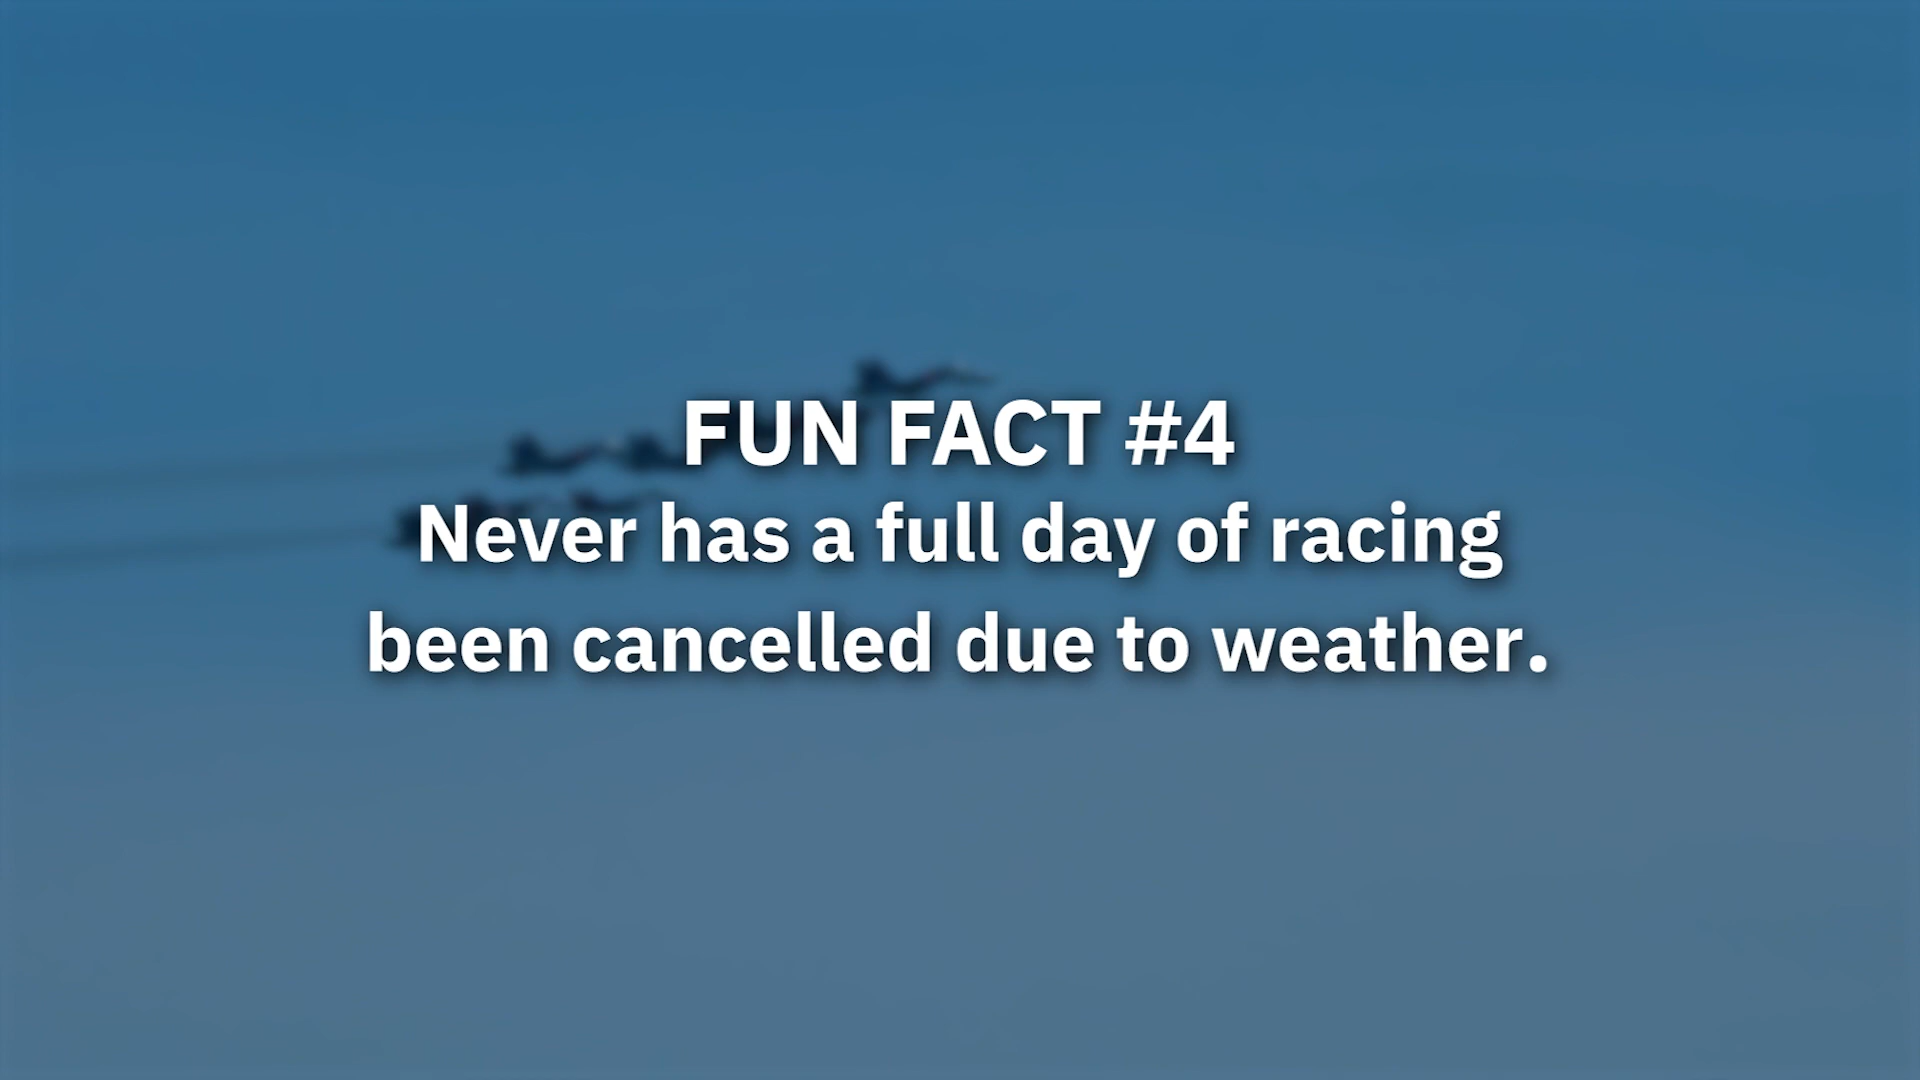 FUN FACT #4
Never has a full day of racing
been cancelled due to weather.